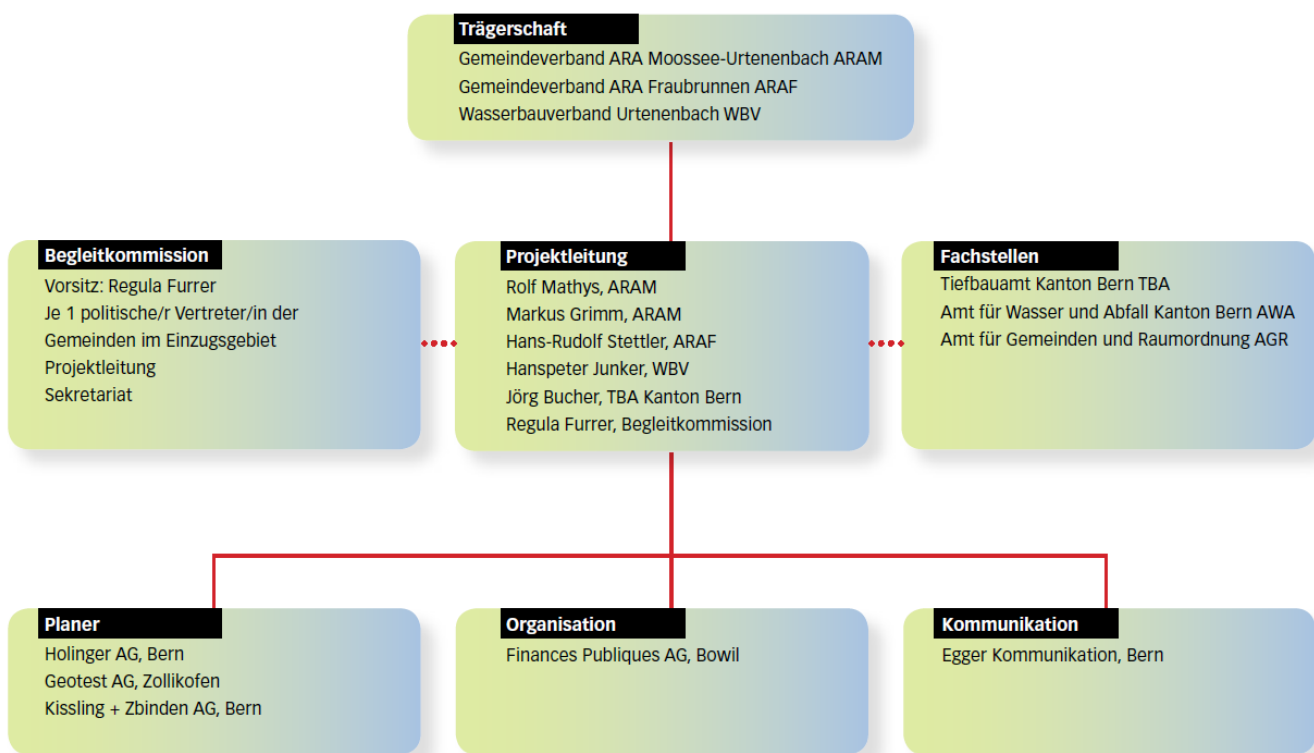 Trägerschaft
Gemeindeverband ARA Moossee-Urtenenbach ARAM
Gemeindeverband ARA Fraubrunnen ARAF
Wasserbauverband Urtenenbach WBV
Begleitkommission
Vorsitz: Regula Furrer
Je 1 politische/r Vertreter/in der
Gemeinden im Einzugsgebiet
Projektleitung
Sekretariat
Projektleitung
Rolf Mathys, ARAM
Markus Grimm, ARAM
Hans-Rudolf Stettler, ARAF
Hanspeter Junker, WBV
Jörg Bucher, TBA Kanton Bern
Regula Furrer, Begleitkommission
Fachstellen
Tiefbauamt Kanton Bern TBA
Amt für Wasser und Abfall Kanton Bern AWA
Amt für Gemeinden und Raumordnung AGR
Planer
Holinger AG, Bern
Geotest AG, Zollikofen
Kissling + Zbinden AG, Bern
Organisation
Finances Publiques AG, Bowil
Kommunikation
Egger Kommunikation, Bern